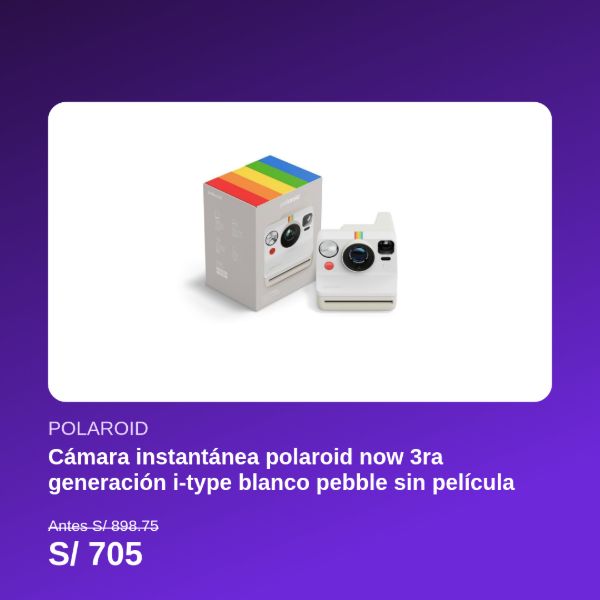 POLAROID
Cámara instantánea polaroid now 3ra
generación i-type blanco pebble sin película
Antes S/ 898.75
S/ 705